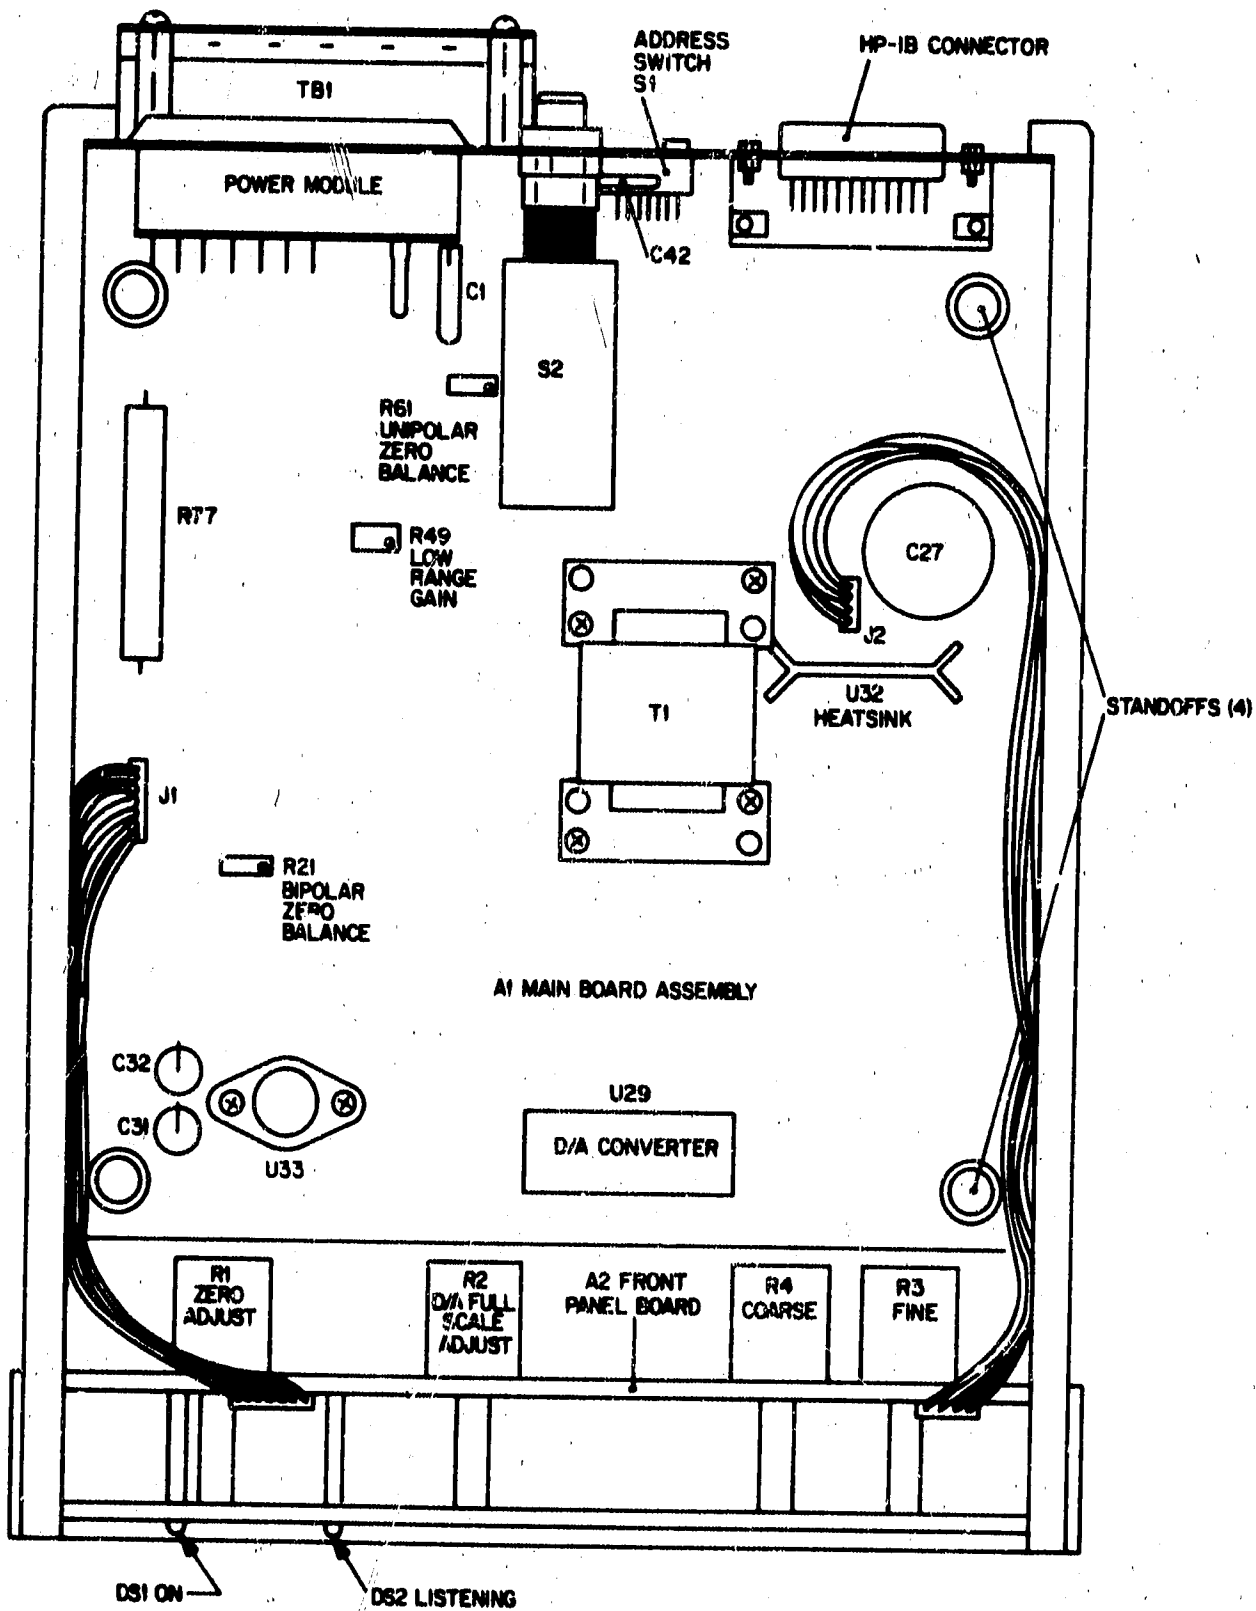 ADDRESS
SWITCH
S1
HP-IB CONNECTOR
TB1
POWER MODULE
C42
C1
S2
R61
UNIPOLAR
ZERO
BALANCE
RT7
R49
LOW
RANGE
GAIN
C27
J2
U32
HEATSINK
STANDOFFS (4)
T1
J1
R21
BIPOLAR
ZERO
BALANCE
A1 MAIN BOARD ASSEMBLY
C32
C31
U33
U29
D/A CONVERTER
R1
ZERO
ADJUST
R2
D/A FULL
SCALE
ADJUST
A2 FRONT
PANEL BOARD
R4
COARSE
R3
FINE
DS1 ON
DS2 LISTENING